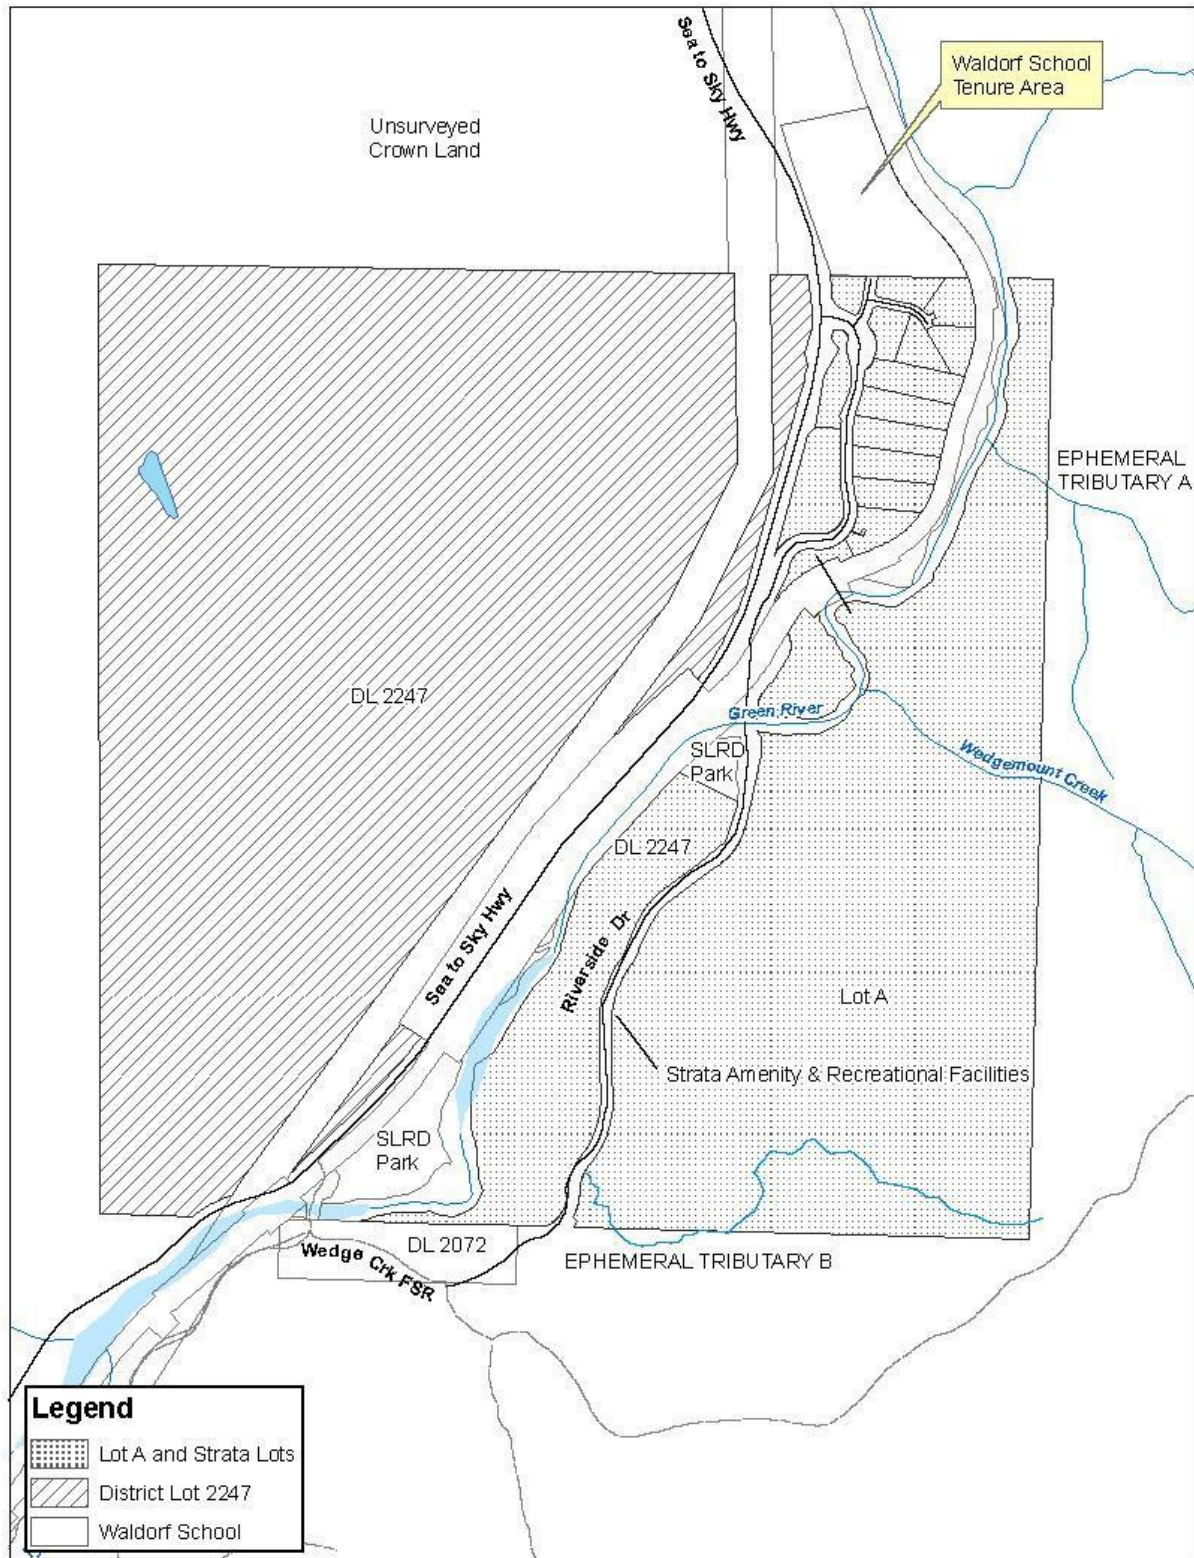 Sea to Sky Hwy
Waldorf School
Tenure Area
Unsurveyed
Crown Land
EPHEMERAL
TRIBUTARY A
DL 2247
Green River
SLRD
Park
Wedgemount Creek
DL 2247
Sea to Sky Hwy
Riverside Dr
Lot A
Strata Amenity & Recreational Facilities
SLRD
Park
DL 2072
Wedge Crk FSR
EPHEMERAL TRIBUTARY B
Legend
Lot A and Strata Lots
District Lot 2247
Waldorf School